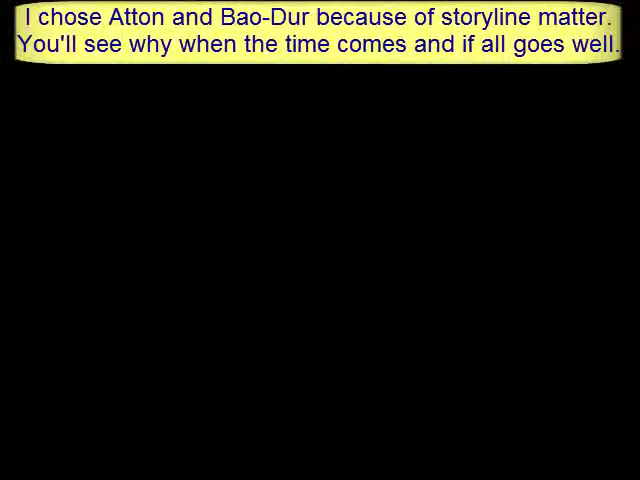 I chose Atton and Bao-Dur because of storyline matter.
You'll see why when the time comes and if all goes well.